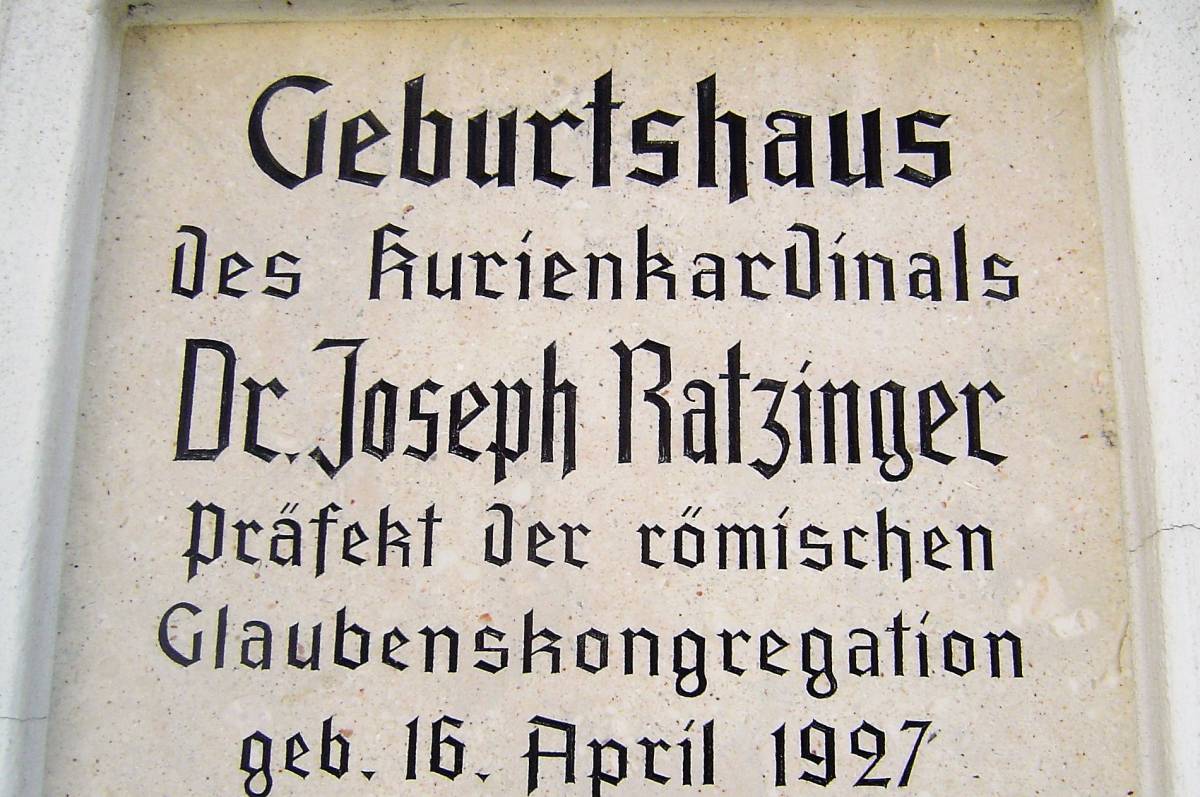 Geburtshaus
des Kurienkardinals
Dr. Joseph Ratzinger
Präfekt der römischen
Glaubenskongregation
geb. 16. April 1927